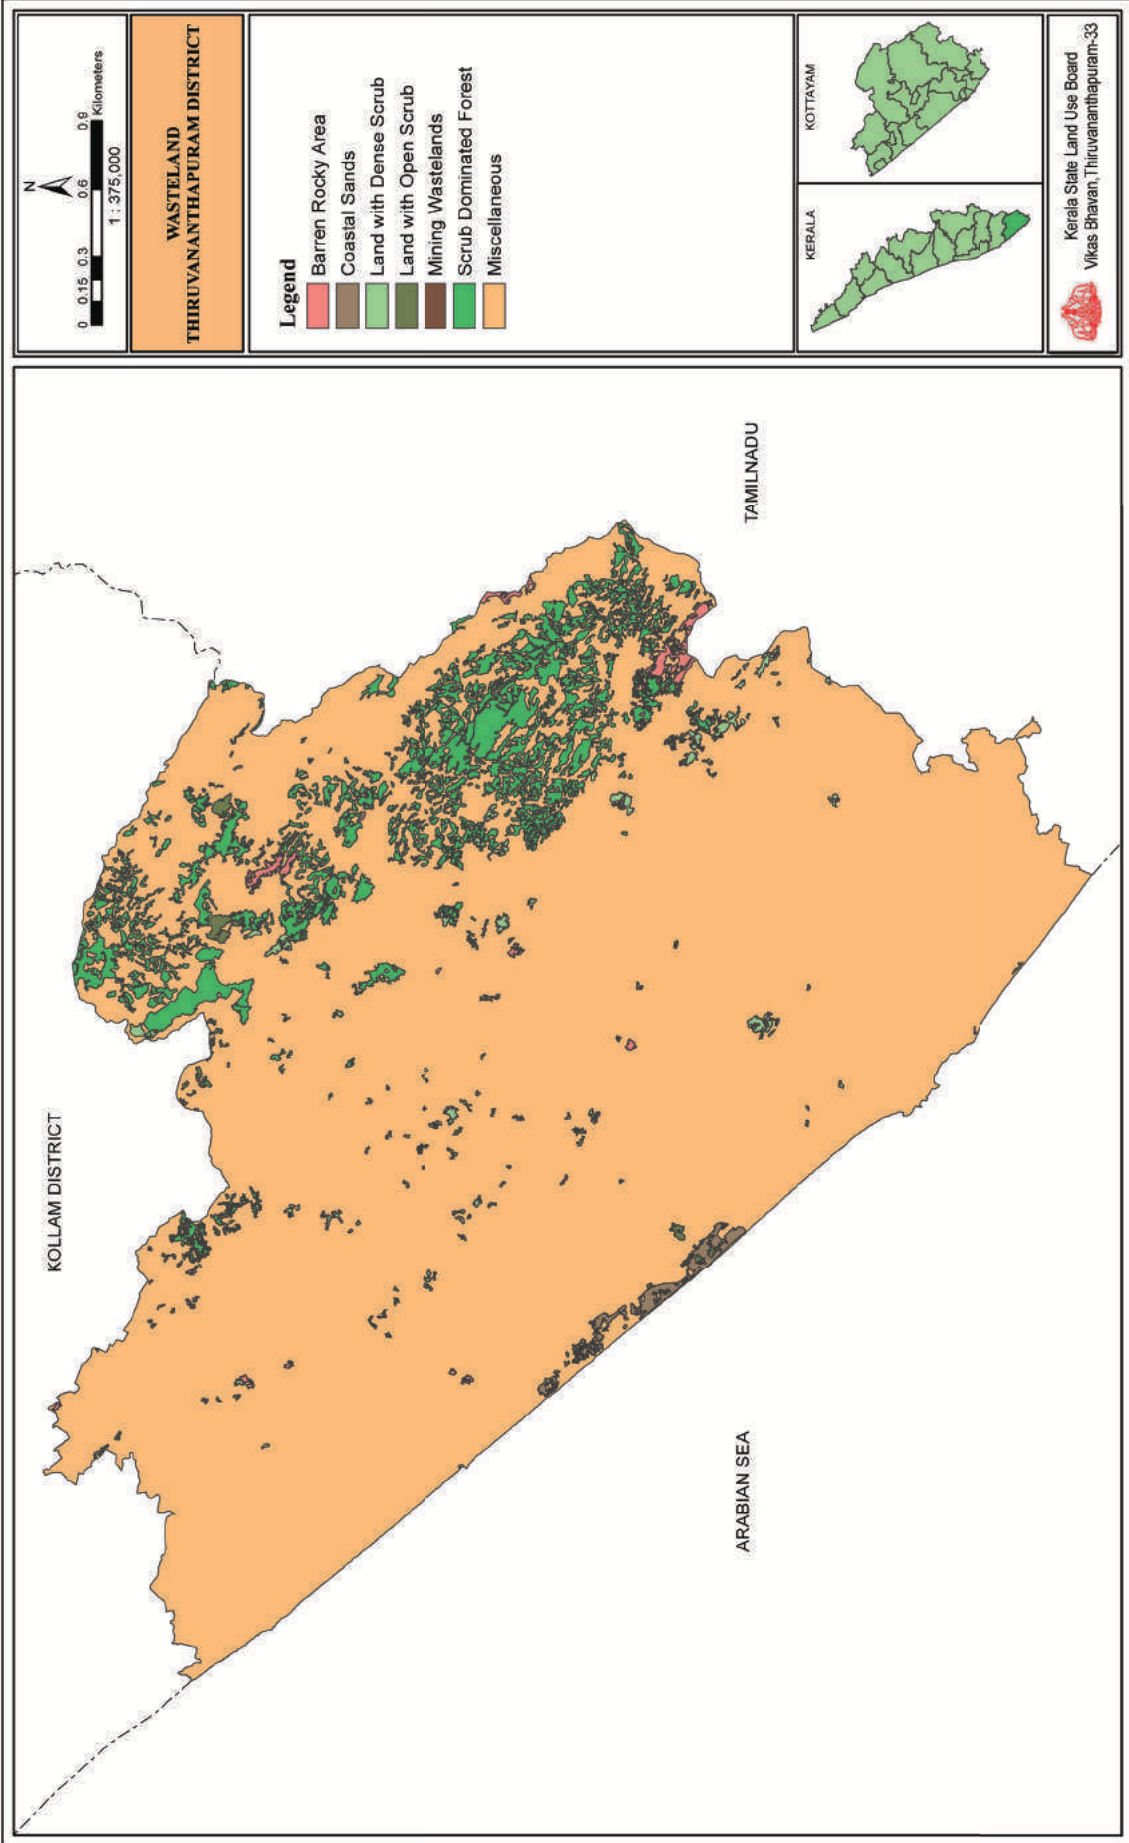 N
0 0.15 0.3 0.6 0.9
Kilometers
1 : 375,000
WASTELAND
THIRUVANANTHAPURAM DISTRICT
Legend
Barren Rocky Area
Coastal Sands
Land with Dense Scrub
Land with Open Scrub
Mining Wastelands
Scrub Dominated Forest
Miscellaneous
KERALA
KOTTAYAM
Kerala State Land Use Board
Vikas Bhavan,Thiruvananthapuram-33
KOLLAM DISTRICT
TAMILNADU
ARABIAN SEA